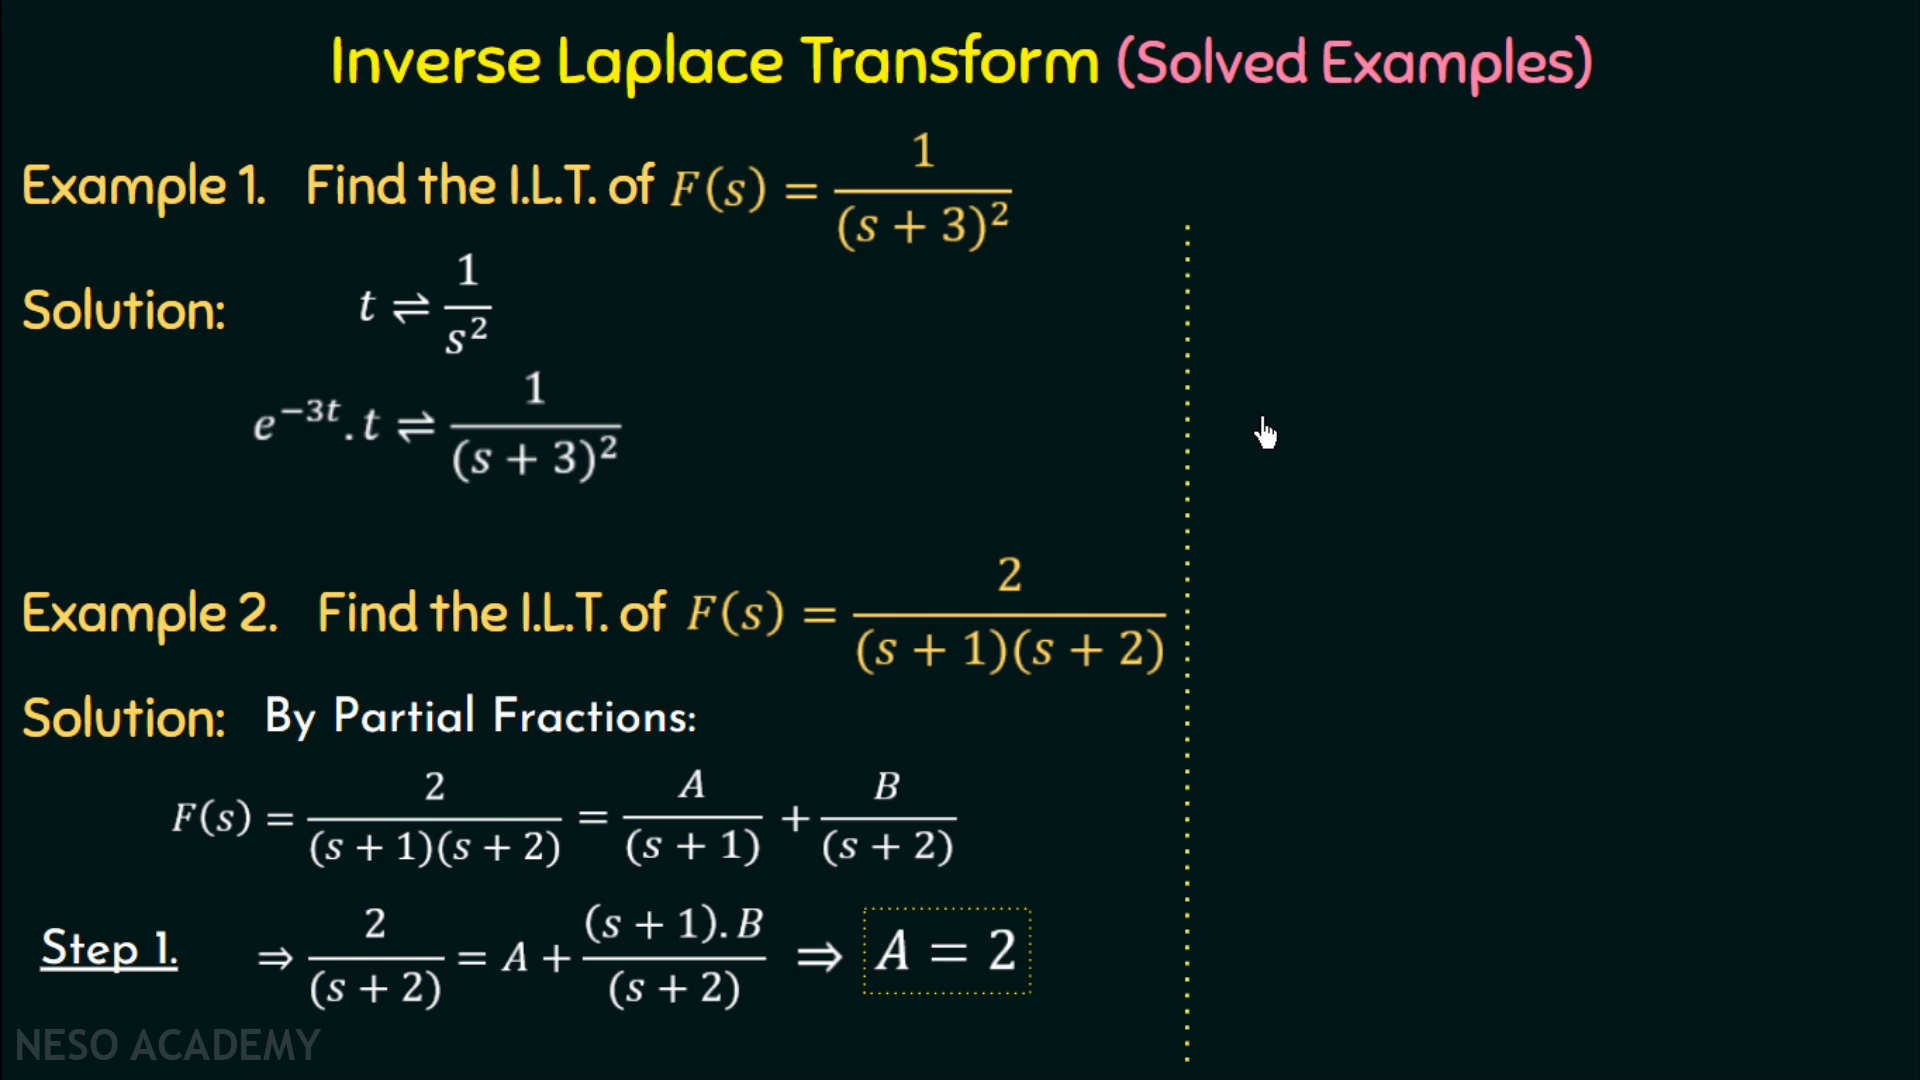 Inverse Laplace Transform (Solved Examples)
Example 1. Find the I.L.T. of F(s) = 1/(s + 3)²
Solution: t ⇌ 1/s²
e⁻³ᵗ.t ⇌ 1/(s + 3)²
Example 2. Find the I.L.T. of F(s) = 2/((s + 1)(s + 2))
Solution: By Partial Fractions:
F(s) = 2/((s + 1)(s + 2)) = A/(s + 1) + B/(s + 2)
Step 1. ⇒ 2/(s + 2) = A + (s + 1).B/(s + 2) ⇒ A = 2
NESO ACADEMY